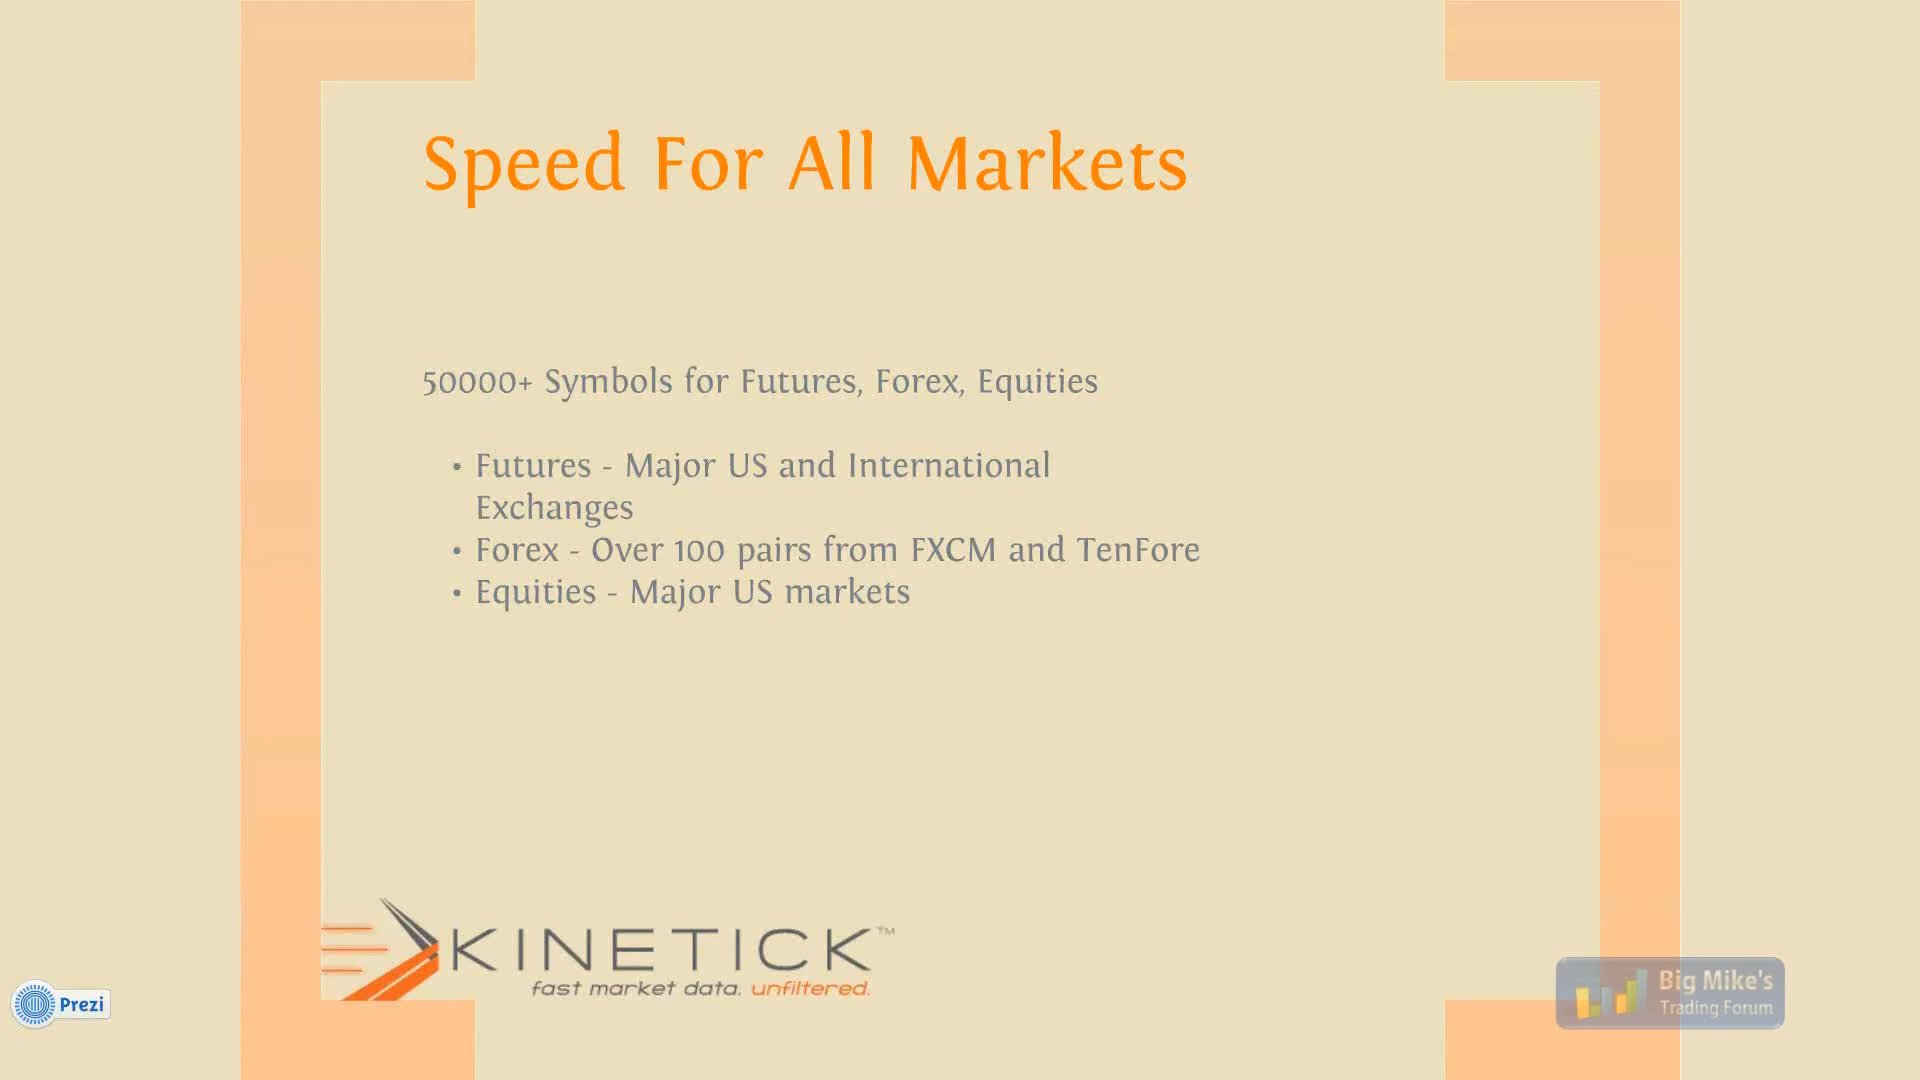 Speed For All Markets
50000+ Symbols for Futures, Forex, Equities
• Futures - Major US and International
Exchanges
• Forex - Over 100 pairs from FXCM and TenFore
• Equities - Major US markets
KINETICK™
fast market data. unfiltered.
Prezi
Big Mike's
Trading Forum